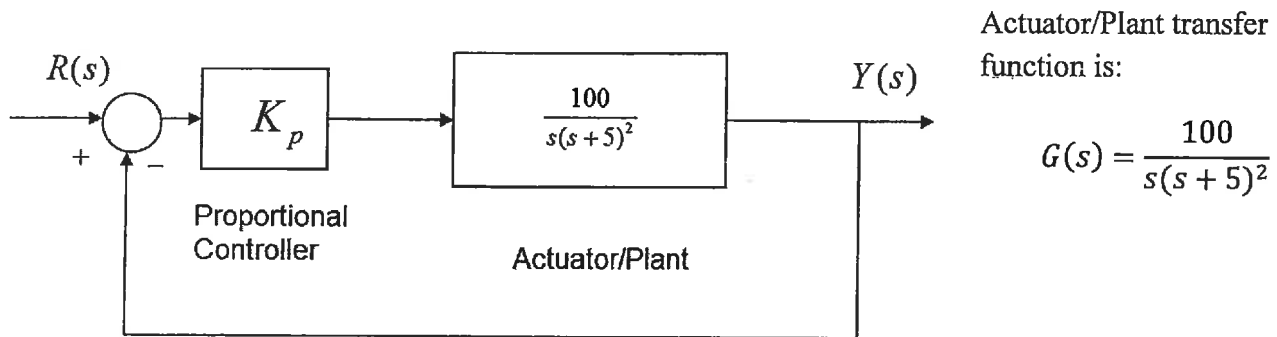 Actuator/Plant transfer
function is:
R(s)
Y(s)
K_p
100
s(s+5)²
+
−
G(s) = 100
s(s + 5)²
Proportional
Controller
Actuator/Plant